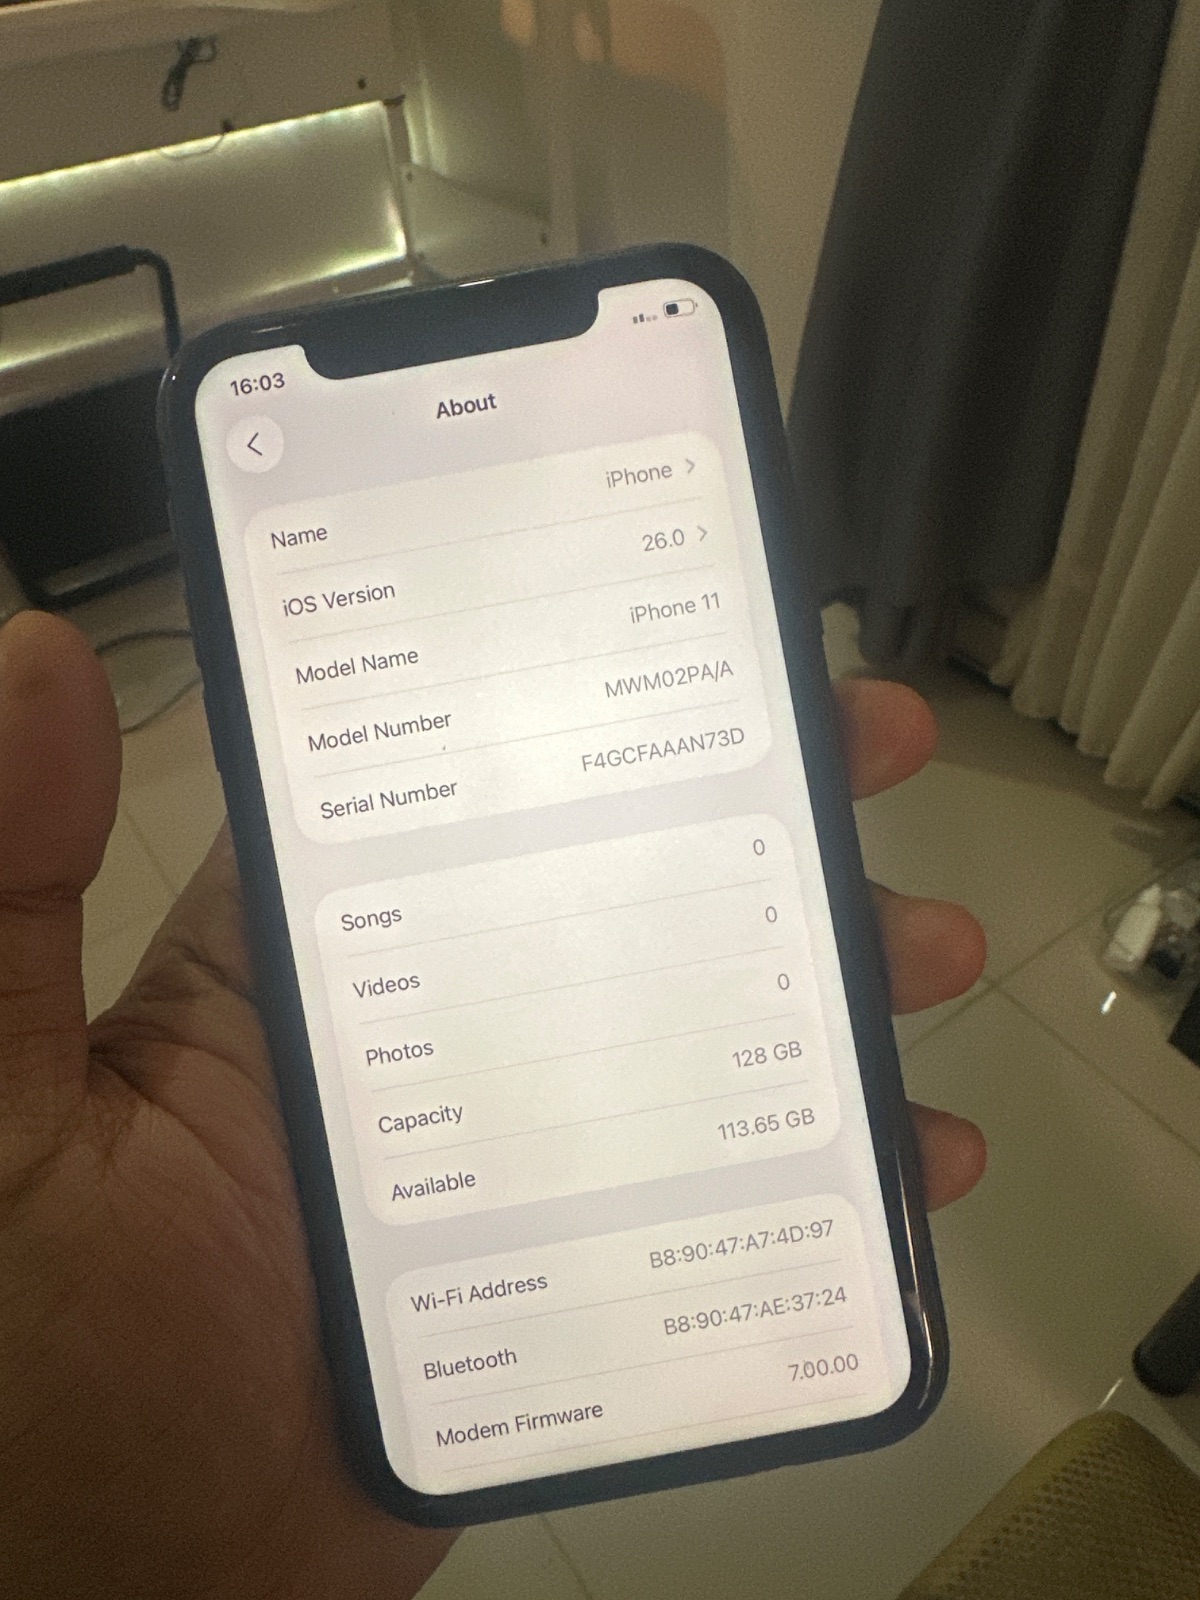 16:03
About
Name iPhone
iOS Version 26.0
Model Name iPhone 11
Model Number MWM02PA/A
Serial Number F4GCFAAAN73D
Songs 0
Videos 0
Photos 0
Capacity 128 GB
Available 113.65 GB
Wi-Fi Address B8:90:47:A7:4D:97
Bluetooth B8:90:47:AE:37:24
Modem Firmware 7.00.00